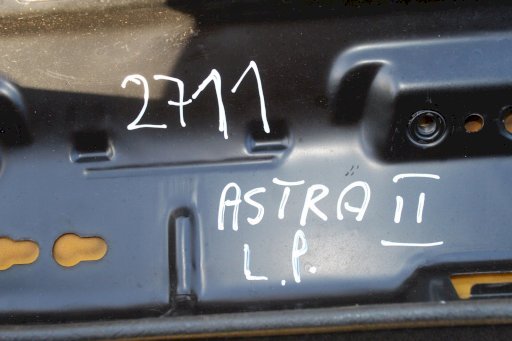 2711
ASTRA II
L.P.